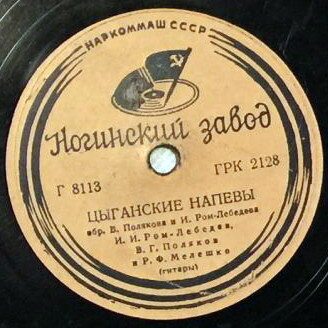 НАРКОММАШ СССР
Ногинский завод
Г 8113 ГРК 2128
ЦЫГАНСКИЕ НАПЕВЫ
обр. В. Полякова и И. Ром-Лебедева
И. И. Ром-Лебедев,
В. Г. Поляков
и Р. Ф. Мелешко
(гитары)